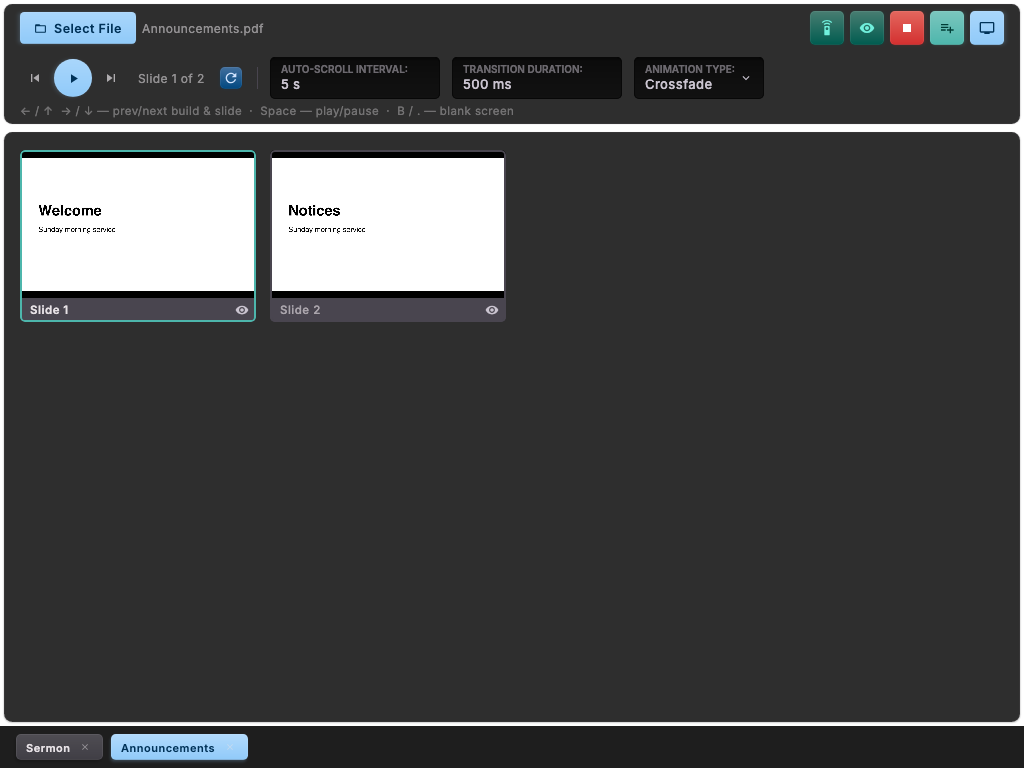 Select File Announcements.pdf
Slide 1 of 2
AUTO-SCROLL INTERVAL:
5 s
TRANSITION DURATION:
500 ms
ANIMATION TYPE:
Crossfade
← / ↑ → / ↓ — prev/next build & slide · Space — play/pause · B / . — blank screen
Welcome
Sunday morning service
Slide 1
Notices
Sunday morning service
Slide 2
Sermon ×
Announcements ×